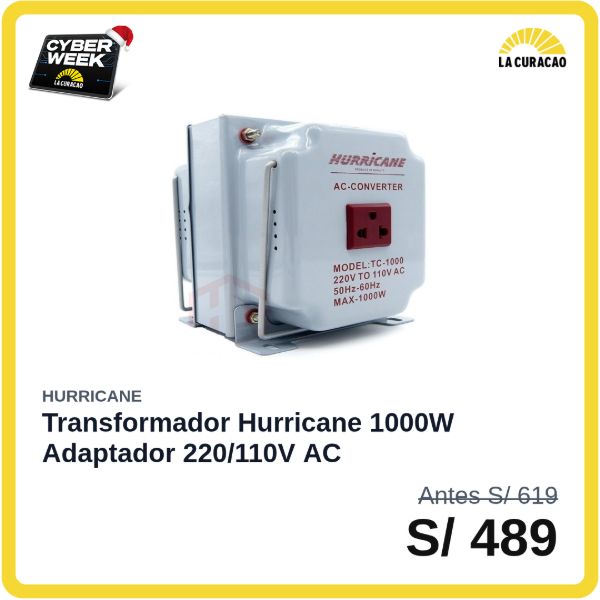 CYBER
WEEK
LA CURACAO
LA CURACAO
HURRICANE
AC-CONVERTER
MODEL:TC-1000
220V TO 110V AC
50Hz-60Hz
MAX-1000W
HURRICANE
Transformador Hurricane 1000W
Adaptador 220/110V AC
Antes S/ 619
S/ 489